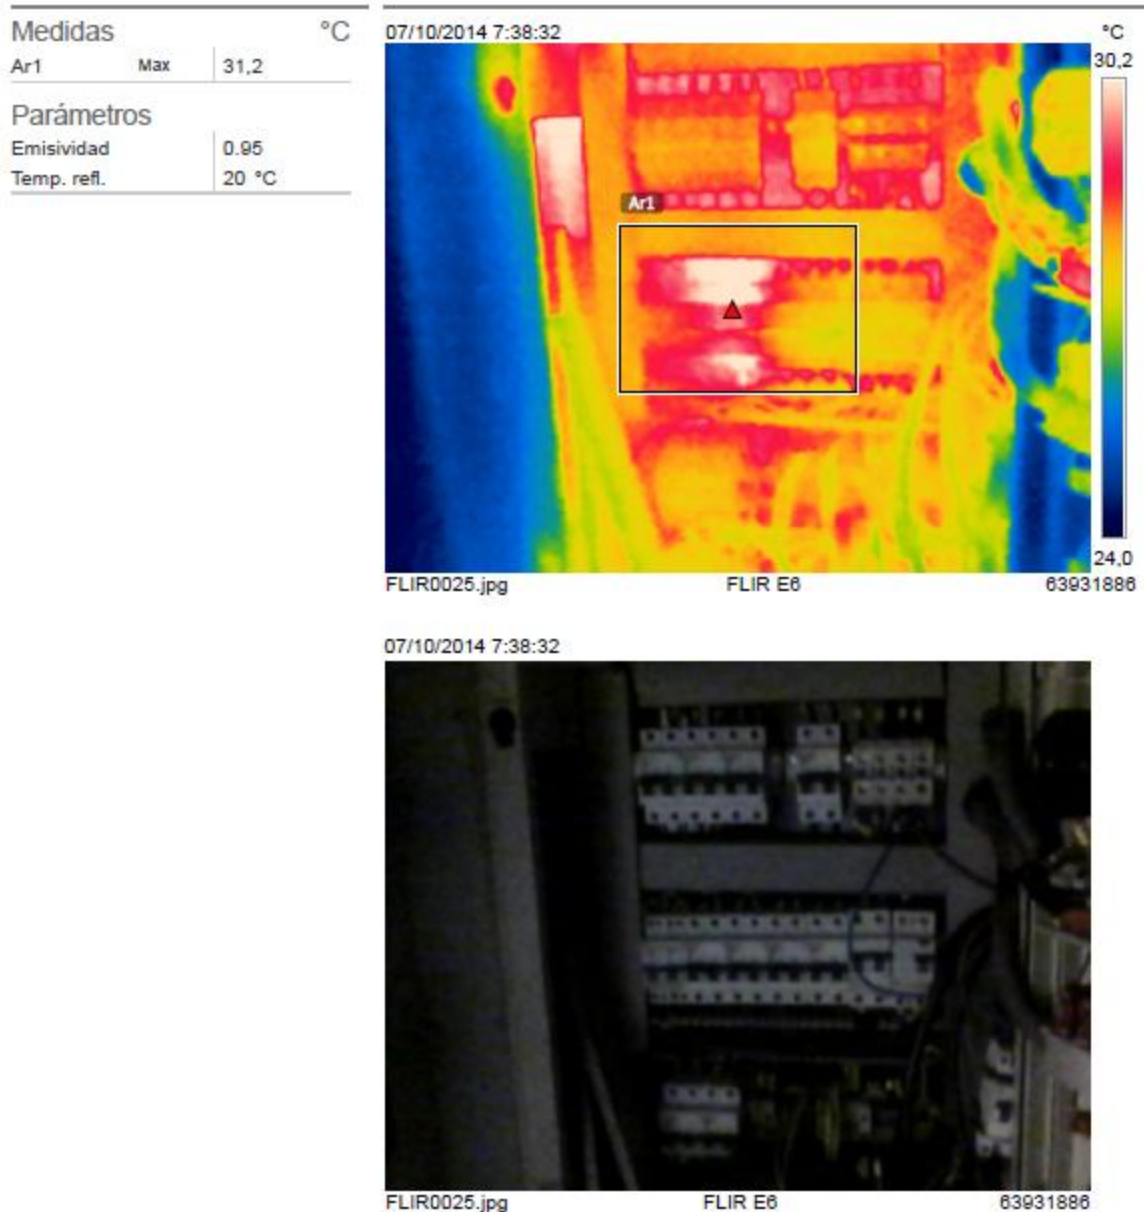 Medidas °C
Ar1 Max 31,2
Parámetros
Emisividad 0.95
Temp. refl. 20 °C
07/10/2014 7:38:32
°C
30,2
Ar1
24,0
FLIR0025.jpg FLIR E6 63931886
07/10/2014 7:38:32
FLIR0025.jpg FLIR E6 63931886